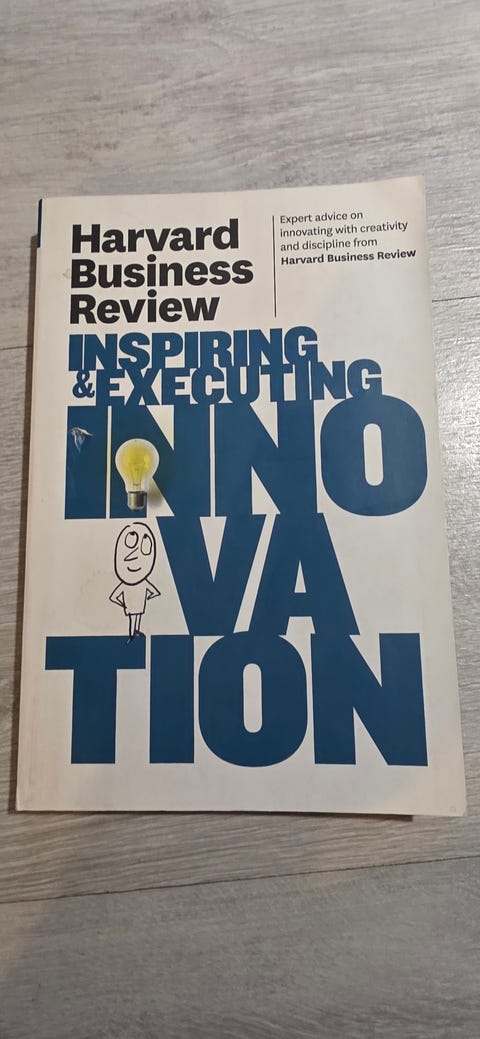 Harvard
Business
Review
Expert advice on
innovating with creativity
and discipline from
Harvard Business Review
INSPIRING
& EXECUTING
INNO
VA
TION